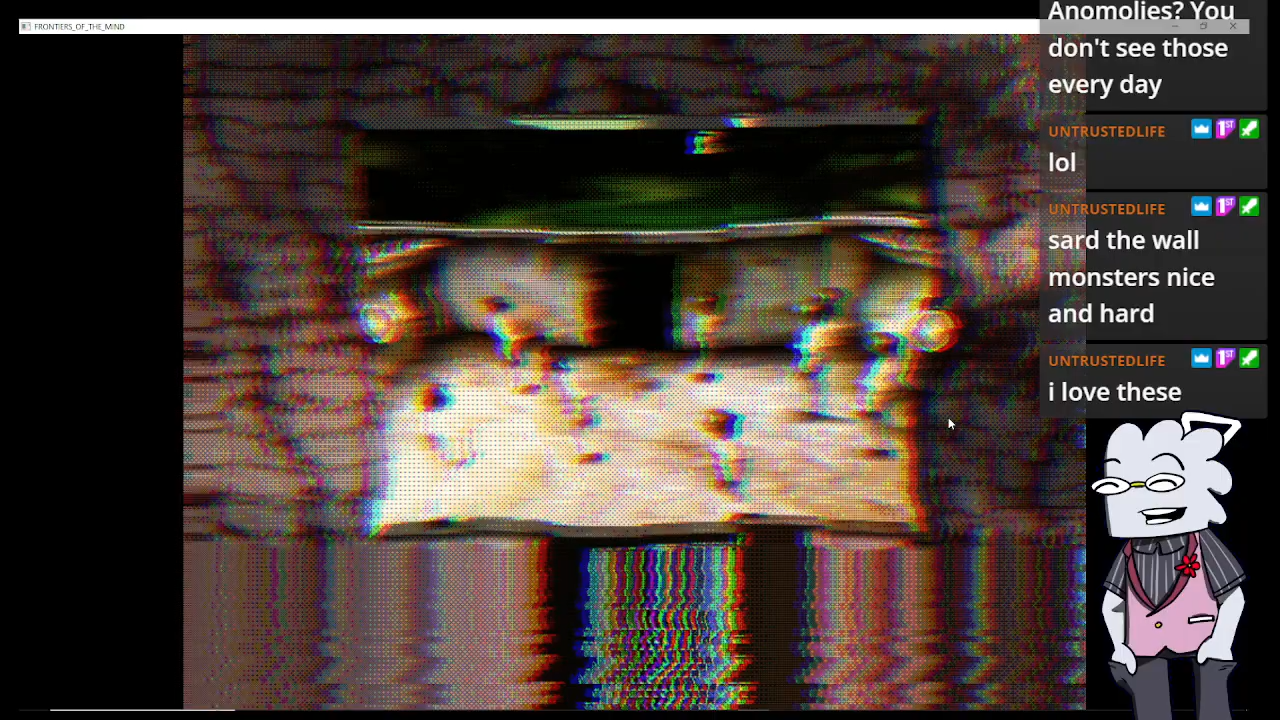 FRONTIERS_OF_THE_MIND
Anomolies? You
don't see those
every day
UNTRUSTEDLIFE
lol
UNTRUSTEDLIFE
sard the wall
monsters nice
and hard
UNTRUSTEDLIFE
i love these